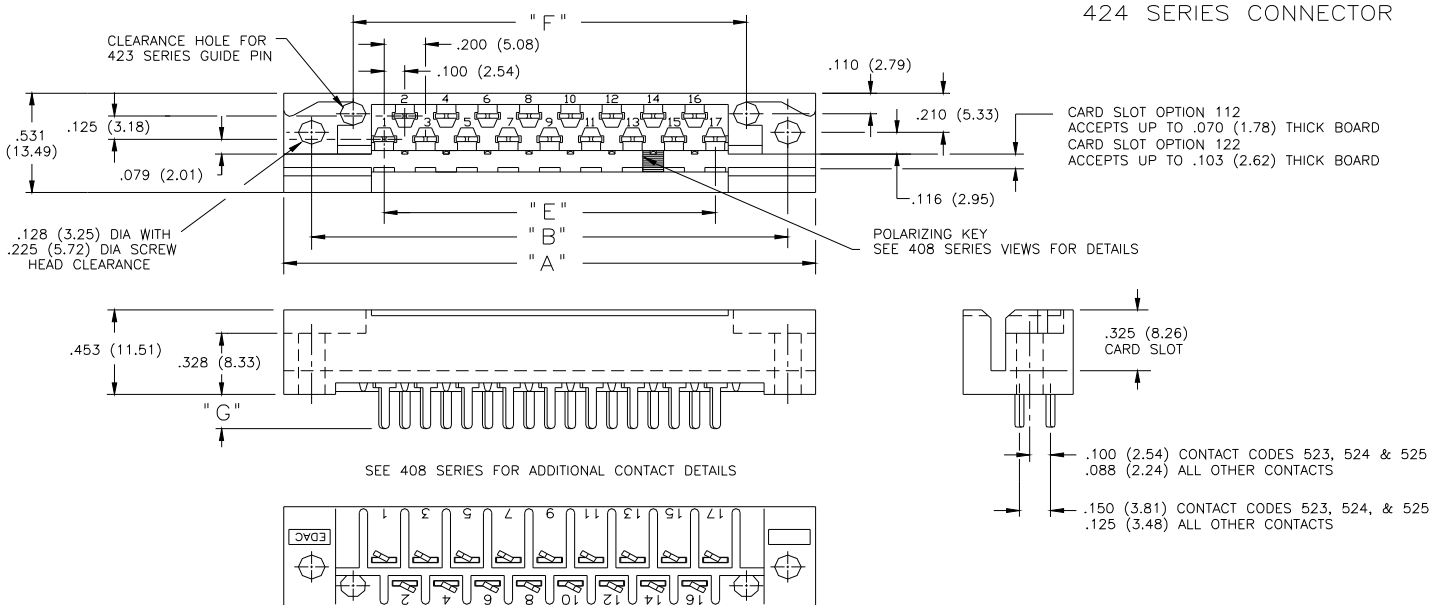 424 SERIES CONNECTOR
"F"
CLEARANCE HOLE FOR
423 SERIES GUIDE PIN
.200 (5.08)
.100 (2.54)
.110 (2.79)
2 4 6 8 10 12 14 16
1 3 5 7 9 11 13 15 17
.531
(13.49)
.125 (3.18)
.079 (2.01)
.210 (5.33)
CARD SLOT OPTION 112
ACCEPTS UP TO .070 (1.78) THICK BOARD
CARD SLOT OPTION 122
ACCEPTS UP TO .103 (2.62) THICK BOARD
.116 (2.95)
"E"
.128 (3.25) DIA WITH
.225 (5.72) DIA SCREW
HEAD CLEARANCE
"B"
POLARIZING KEY
SEE 408 SERIES VIEWS FOR DETAILS
"A"
.453 (11.51)
.328 (8.33)
.325 (8.26)
CARD SLOT
"G"
SEE 408 SERIES FOR ADDITIONAL CONTACT DETAILS
.100 (2.54) CONTACT CODES 523, 524 & 525
.088 (2.24) ALL OTHER CONTACTS
.150 (3.81) CONTACT CODES 523, 524, & 525
.125 (3.48) ALL OTHER CONTACTS
1 3 5 7 9 11 13 15 17
EDAC
2 4 6 8 10 12 14 16